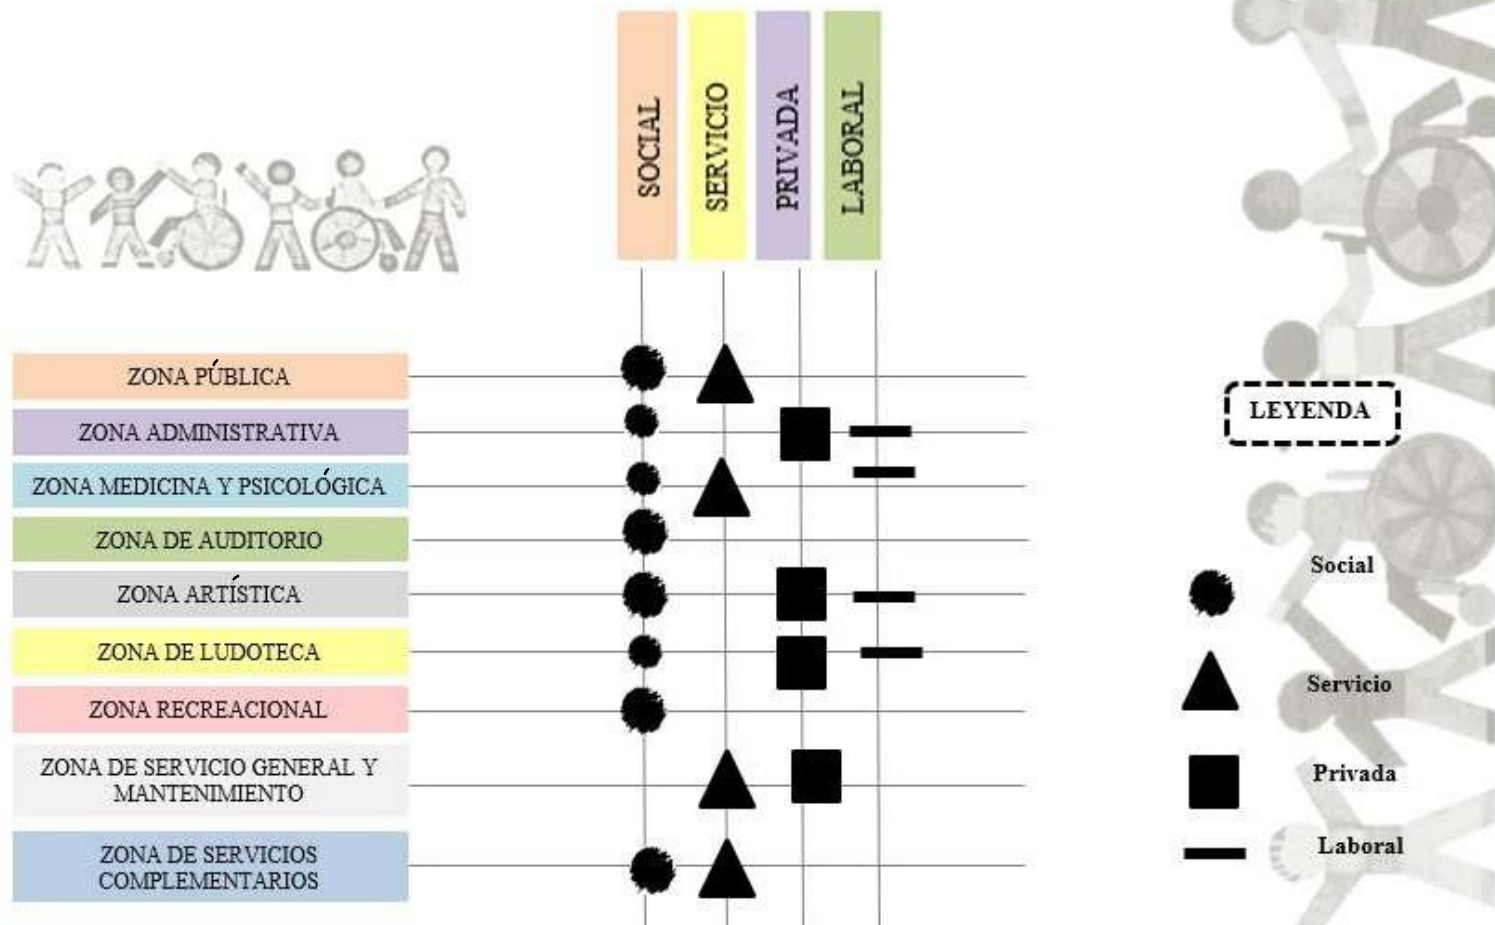 SOCIAL
SERVICIO
PRIVADA
LABORAL
ZONA PÚBLICA
ZONA ADMINISTRATIVA
ZONA MEDICINA Y PSICOLÓGICA
ZONA DE AUDITORIO
ZONA ARTÍSTICA
ZONA DE LUDOTECA
ZONA RECREACIONAL
ZONA DE SERVICIO GENERAL Y
MANTENIMIENTO
ZONA DE SERVICIOS
COMPLEMENTARIOS
LEYENDA
Social
Servicio
Privada
Laboral